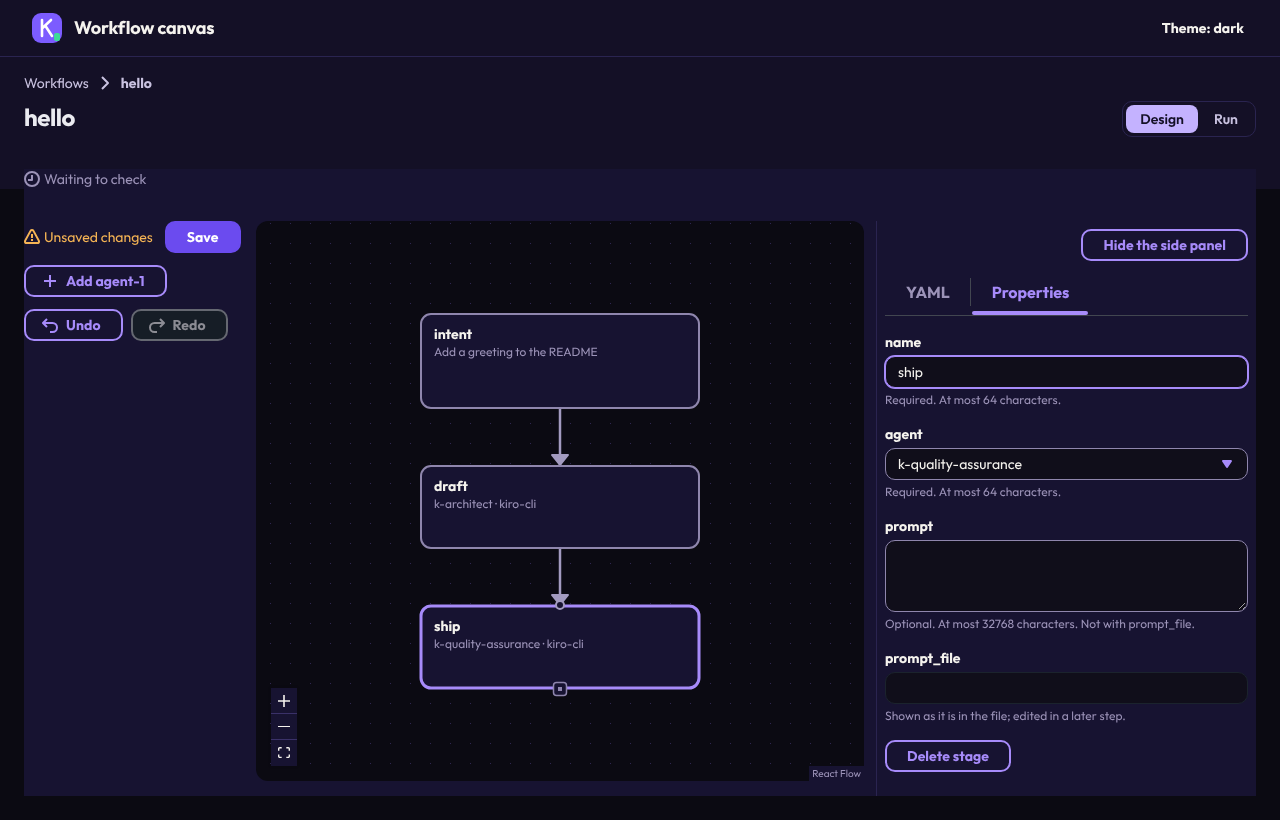 K
Workflow canvas
Theme: dark
Workflows
hello
hello
Design
Run
Waiting to check
Unsaved changes
Save
Add agent-1
Undo
Redo
intent
Add a greeting to the README
draft
k-architect · kiro-cli
ship
k-quality-assurance · kiro-cli
React Flow
Hide the side panel
YAML
Properties
name
ship
Required. At most 64 characters.
agent
k-quality-assurance
Required. At most 64 characters.
prompt
Optional. At most 32768 characters. Not with prompt_file.
prompt_file
Shown as it is in the file; edited in a later step.
Delete stage